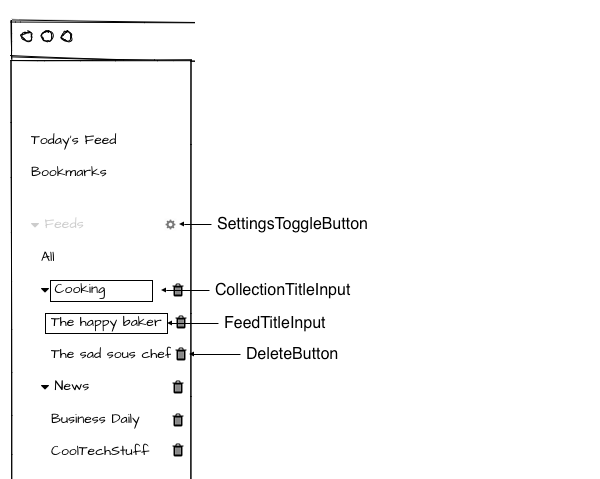 Today's Feed
Bookmarks
Feeds
SettingsToggleButton
All
Cooking
CollectionTitleInput
The happy baker
FeedTitleInput
The sad sous chef
DeleteButton
News
Business Daily
CoolTechStuff